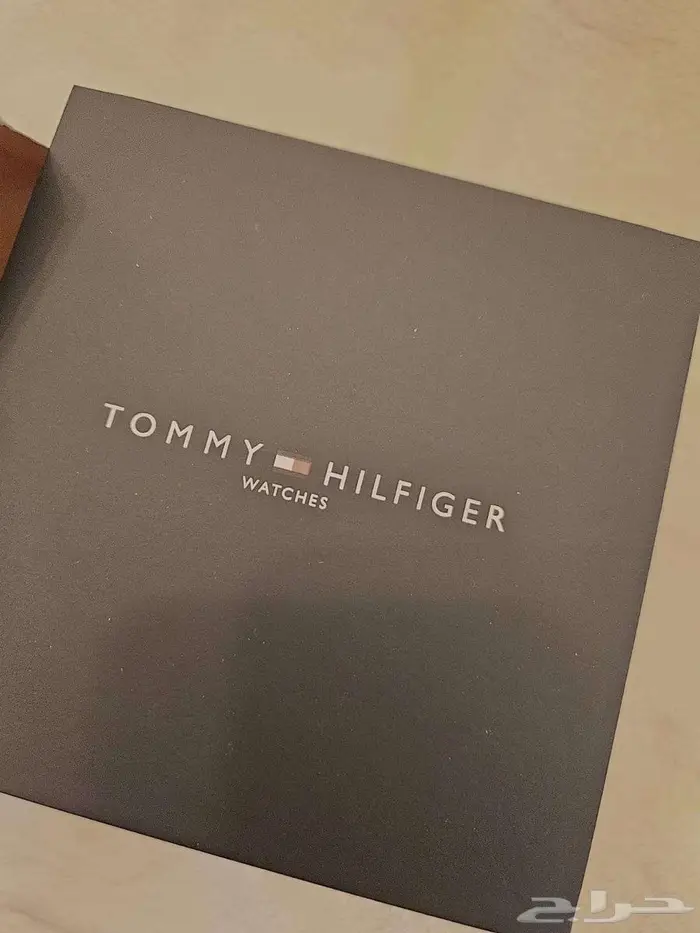 TOMMY HILFIGER
WATCHES
حراج